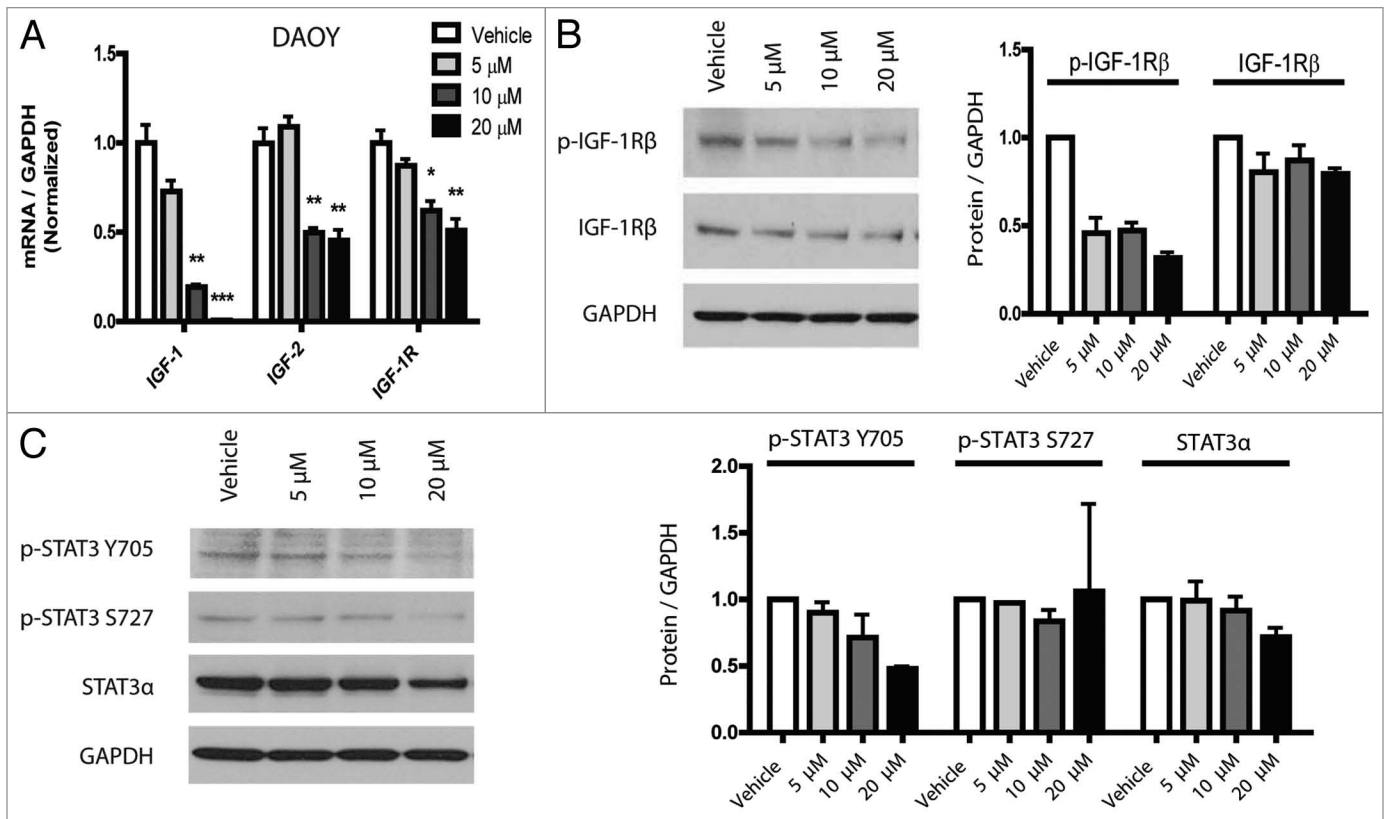 A
DAOY
Vehicle
5 µM
10 µM
20 µM
mRNA / GAPDH
(Normalized)
1.5
1.0
0.5
0.0
**
***
**
**
*
**
IGF-1
IGF-2
IGF-1R
B
Vehicle
5 µM
10 µM
20 µM
p-IGF-1Rβ
IGF-1Rβ
GAPDH
Protein / GAPDH
1.5
1.0
0.5
0.0
p-IGF-1Rβ
IGF-1Rβ
Vehicle
5 µM
10 µM
20 µM
Vehicle
5 µM
10 µM
20 µM
C
Vehicle
5 µM
10 µM
20 µM
p-STAT3 Y705
p-STAT3 S727
STAT3α
GAPDH
Protein / GAPDH
2.0
1.5
1.0
0.5
0.0
p-STAT3 Y705
p-STAT3 S727
STAT3α
Vehicle
5 µM
10 µM
20 µM
Vehicle
5 µM
10 µM
20 µM
Vehicle
5 µM
10 µM
20 µM